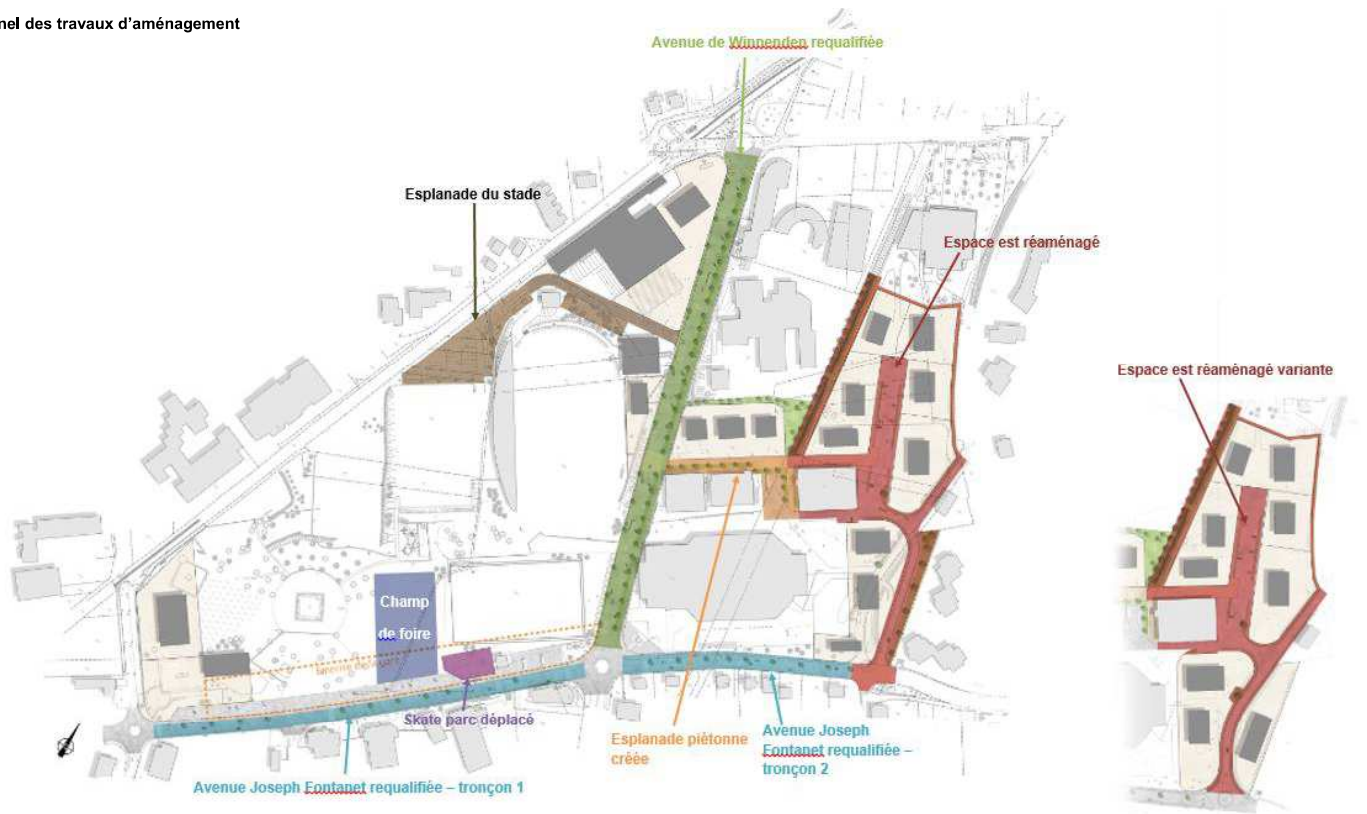 nel des travaux d'aménagement
Avenue de Winnenden requalifiée
Esplanade du stade
Espace est réaménagé
Espace est réaménagé variante
Champ
de foire
Skate parc déplacé
Esplanade piétonne
créée
Avenue Joseph
Fontanet requalifiée –
tronçon 2
Avenue Joseph Fontanet requalifiée – tronçon 1